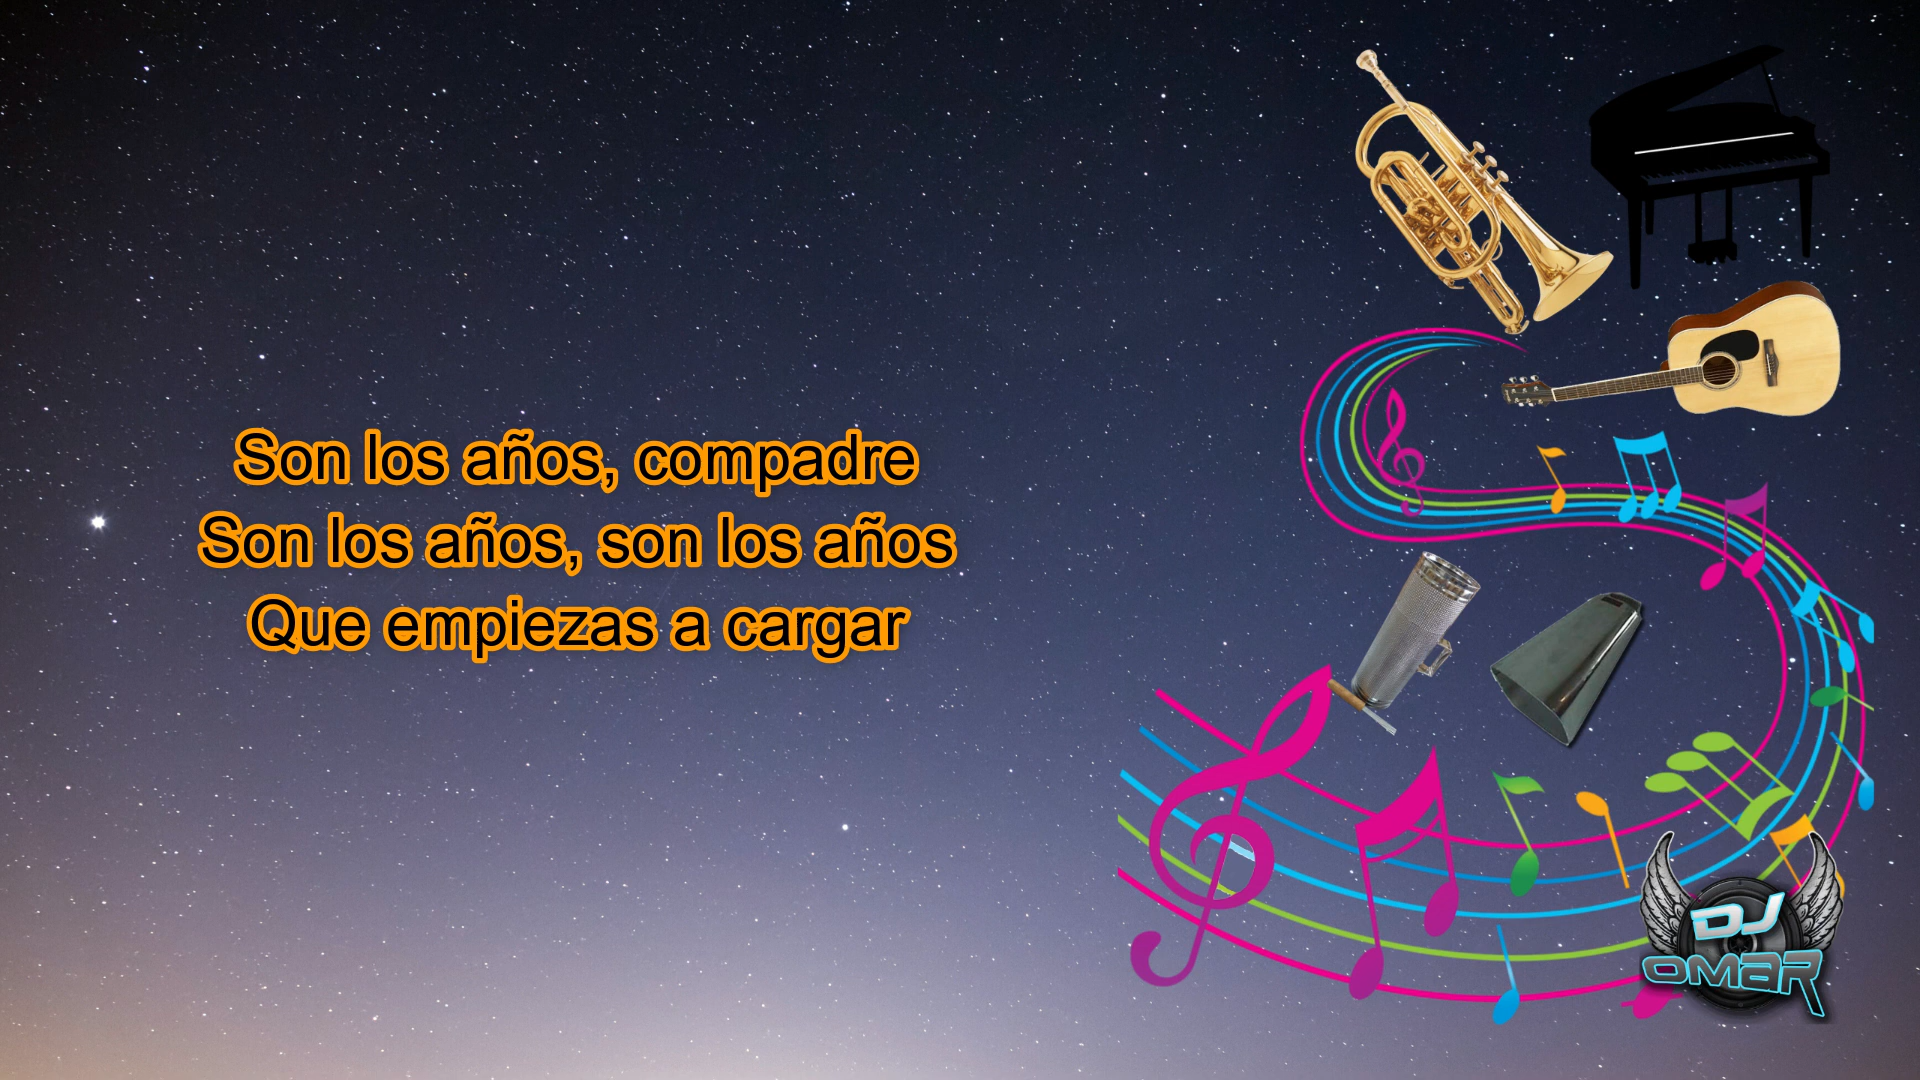 Son los años, compadre
Son los años, son los años
Que empiezas a cargar
DJ
OMAR